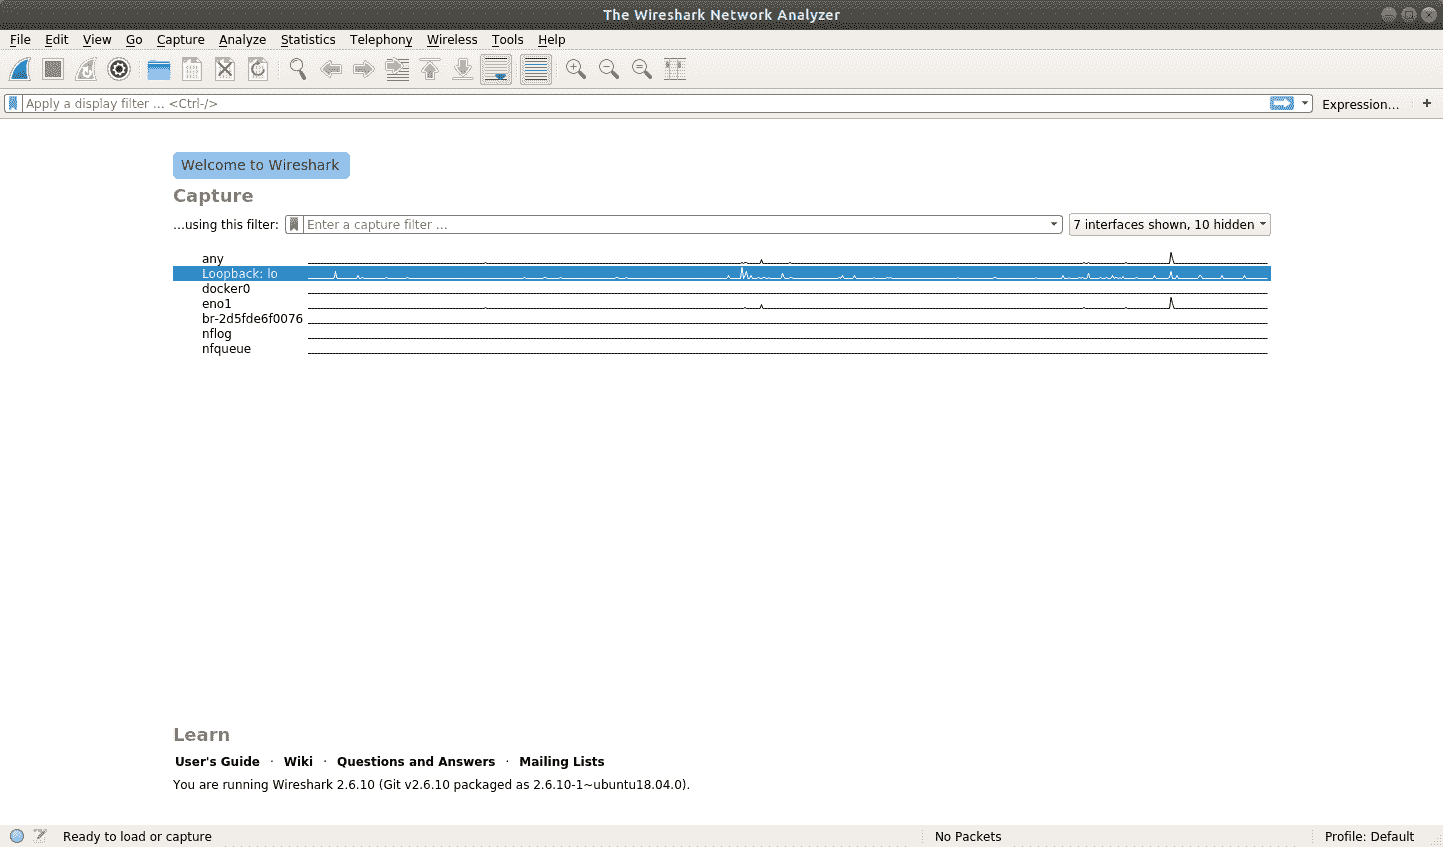 The Wireshark Network Analyzer
File Edit View Go Capture Analyze Statistics Telephony Wireless Tools Help
Apply a display filter ... <Ctrl-/> Expression... +
Welcome to Wireshark
Capture
...using this filter: Enter a capture filter ... 7 interfaces shown, 10 hidden
any
Loopback: lo
docker0
eno1
br-2d5fde6f0076
nflog
nfqueue
Learn
User's Guide · Wiki · Questions and Answers · Mailing Lists
You are running Wireshark 2.6.10 (Git v2.6.10 packaged as 2.6.10-1~ubuntu18.04.0).
Ready to load or capture No Packets Profile: Default